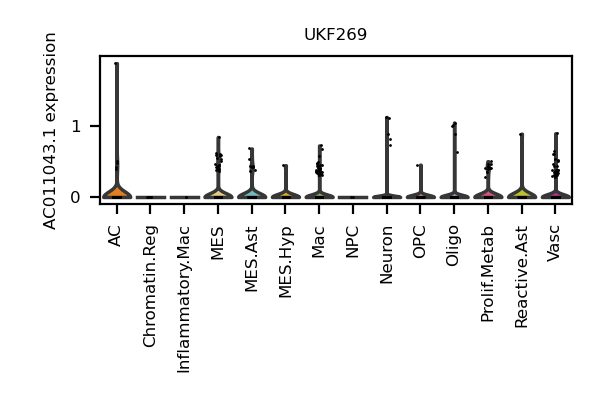 UKF269
AC011043.1 expression
1
0
AC
Chromatin.Reg
Inflammatory.Mac
MES
MES.Ast
MES.Hyp
Mac
NPC
Neuron
OPC
Oligo
Prolif.Metab
Reactive.Ast
Vasc